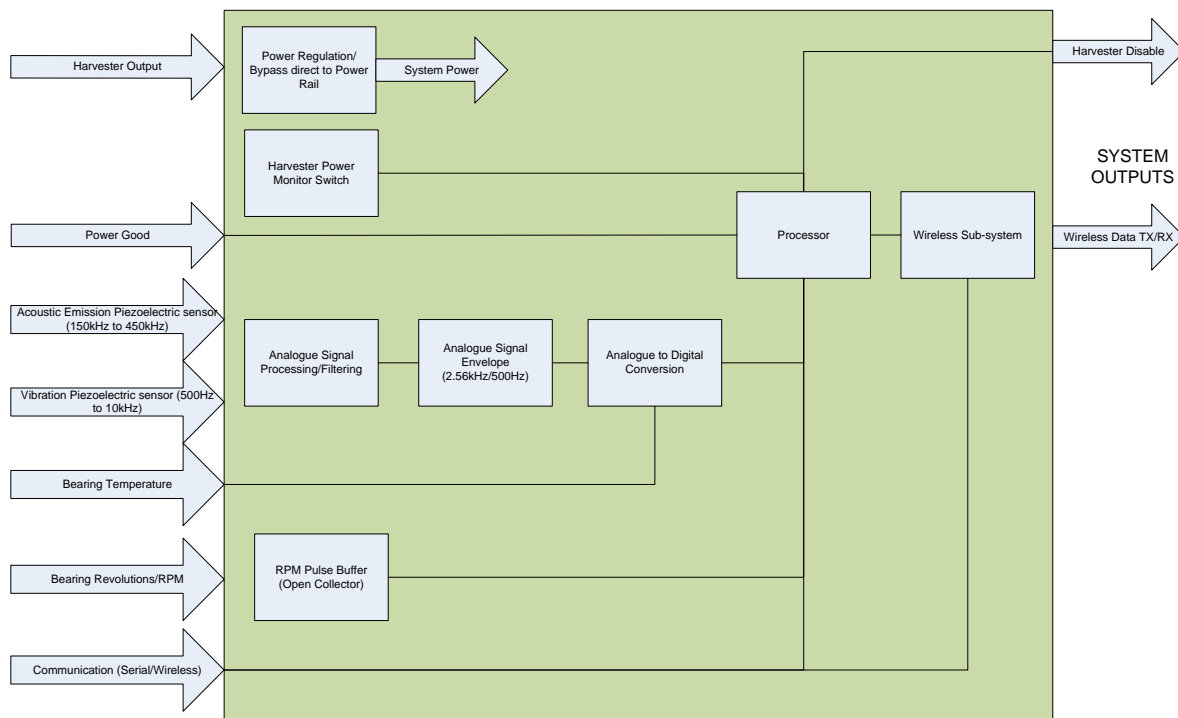 Harvester Output
Power Regulation/
Bypass direct to Power
Rail
System Power
Harvester Disable
Harvester Power
Monitor Switch
SYSTEM
OUTPUTS
Power Good
Processor
Wireless Sub-system
Wireless Data TX/RX
Acoustic Emission Piezoelectric sensor
(150kHz to 450kHz)
Analogue Signal
Processing/Filtering
Analogue Signal
Envelope
(2.56kHz/500Hz)
Analogue to Digital
Conversion
Vibration Piezoelectric sensor (500Hz
to 10kHz)
Bearing Temperature
Bearing Revolutions/RPM
RPM Pulse Buffer
(Open Collector)
Communication (Serial/Wireless)